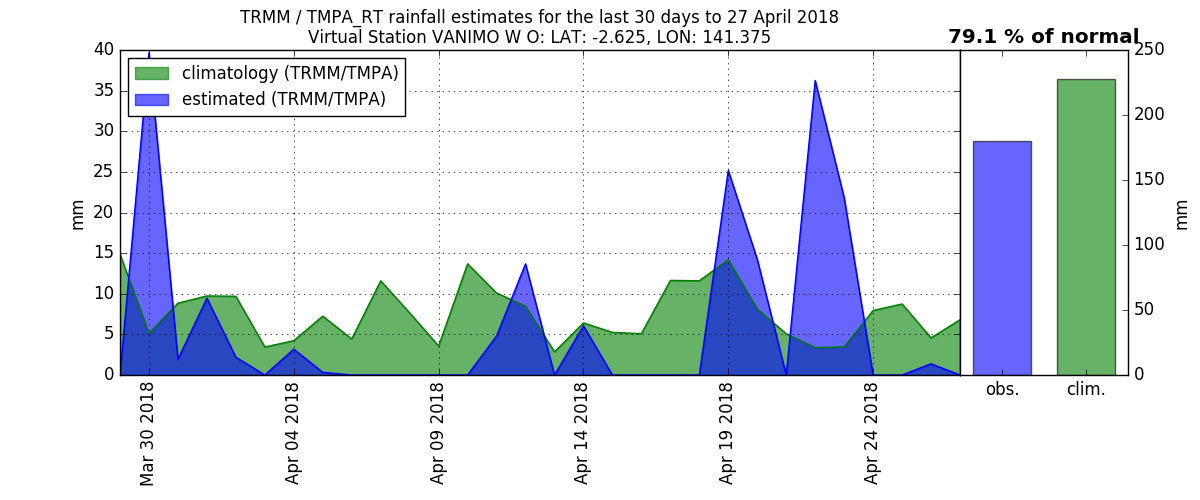 TRMM / TMPA_RT rainfall estimates for the last 30 days to 27 April 2018
Virtual Station VANIMO W O: LAT: -2.625, LON: 141.375
79.1 % of normal
climatology (TRMM/TMPA)
estimated (TRMM/TMPA)
mm
40
35
30
25
20
15
10
5
0
Mar 30 2018
Apr 04 2018
Apr 09 2018
Apr 14 2018
Apr 19 2018
Apr 24 2018
obs.
clim.
250
200
150
100
50
0
mm